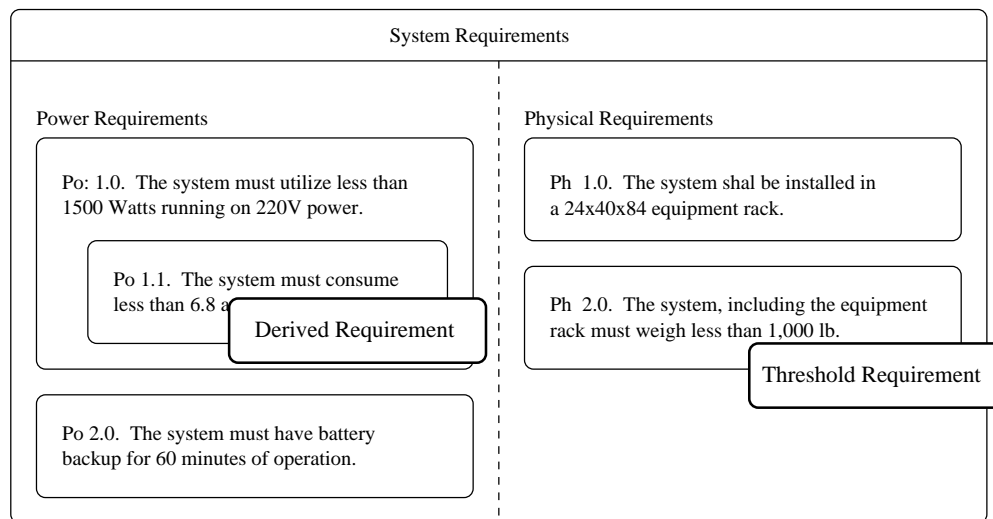 System Requirements
Power Requirements
Po: 1.0. The system must utilize less than
1500 Watts running on 220V power.
Po 1.1. The system must consume
less than 6.8 a
Derived Requirement
Po 2.0. The system must have battery
backup for 60 minutes of operation.
Physical Requirements
Ph 1.0. The system shal be installed in
a 24x40x84 equipment rack.
Ph 2.0. The system, including the equipment
rack must weigh less than 1,000 lb.
Threshold Requirement